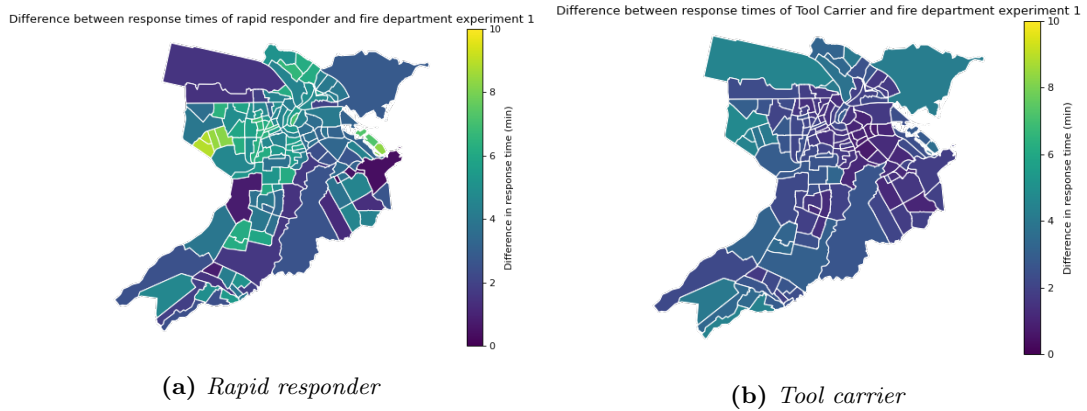 Difference between response times of rapid responder and fire department experiment 1
10
8
6
4
2
0
Difference in response time (min)
(a) Rapid responder
Difference between response times of Tool Carrier and fire department experiment 1
10
8
6
4
2
0
Difference in response time (min)
(b) Tool carrier